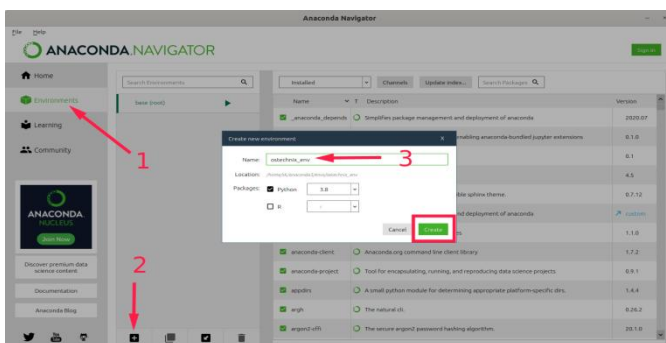 Anaconda Navigator
File Help
ANACONDA.NAVIGATOR
Sign in
Home
Environments
Learning
Community
1
ANACONDA
NUCLEUS
Join Now
Discover premium data
science content
Documentation
Anaconda Blog
Search Environments
base (root)
2
Installed
Channels
Update index...
Search Packages
Name
T
Description
Version
_anaconda_depends
Simplifies package management and deployment of anaconda
2020.07
enabling anaconda-bundled jupyter extensions
0.1.0
0.1
4.5
ible sphinx theme.
0.7.12
nd deployment of anaconda
custom
1.1.0
anaconda-client
Anaconda.org command line client library
1.7.2
anaconda-project
Tool for encapsulating, running, and reproducing data science projects
0.9.1
appdirs
A small python module for determining appropriate platform-specific dirs.
1.4.4
argh
The natural cli.
0.26.2
argon2-cffi
The secure argon2 password hashing algorithm.
20.1.0
Create new environment
X
Name:
ostechnix_env
3
Location:
Packages:
Python
3.8
R
Cancel
Create